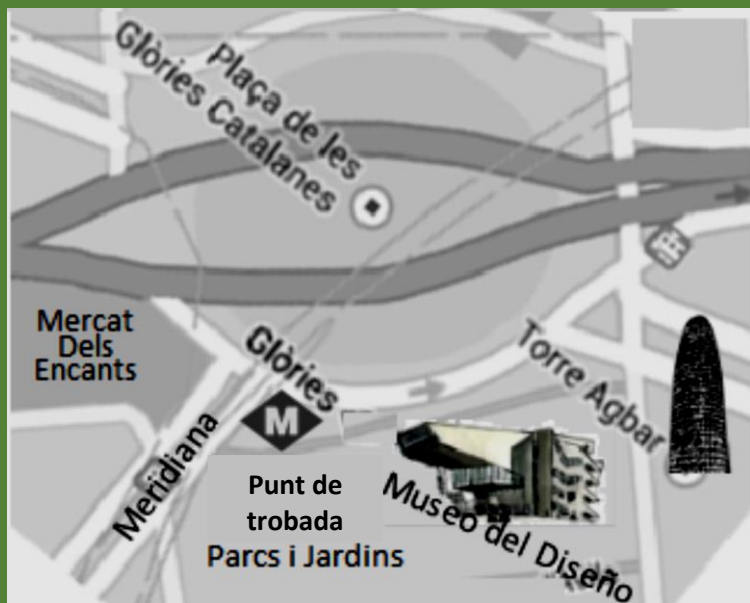 Plaça de les
Glòries Catalanes
Mercat
Dels
Encants
Glòries
M
Torre Agbar
Meridiana
Punt de
trobada
Parcs i Jardins
Museo del Diseño